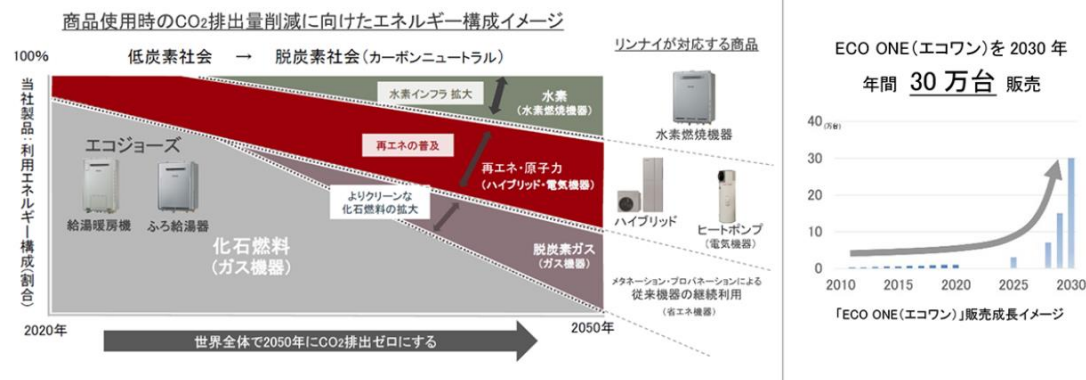 商品使用時のCO₂排出量削減に向けたエネルギー構成イメージ
100%
低炭素社会 → 脱炭素社会(カーボンニュートラル)
リンナイが対応する商品
当社製品:利用エネルギー構成(割合)
水素インフラ 拡大
水素
(水素燃焼機器)
水素燃焼機器
エコジョーズ
給湯暖房機
ふろ給湯器
再エネの普及
再エネ・原子力
(ハイブリッド・電気機器)
よりクリーンな
化石燃料の拡大
ハイブリッド
ヒートポンプ
(電気機器)
化石燃料
(ガス機器)
脱炭素ガス
(ガス機器)
メタネーション・プロパネーションによる
従来機器の継続利用
(省エネ機器)
2020年
2050年
世界全体で2050年にCO₂排出ゼロにする
ECO ONE(エコワン)を 2030 年
年間 30 万台 販売
40
(万台)
30
20
10
0
2010 2015 2020 2025 2030
「ECO ONE(エコワン)」販売成長イメージ